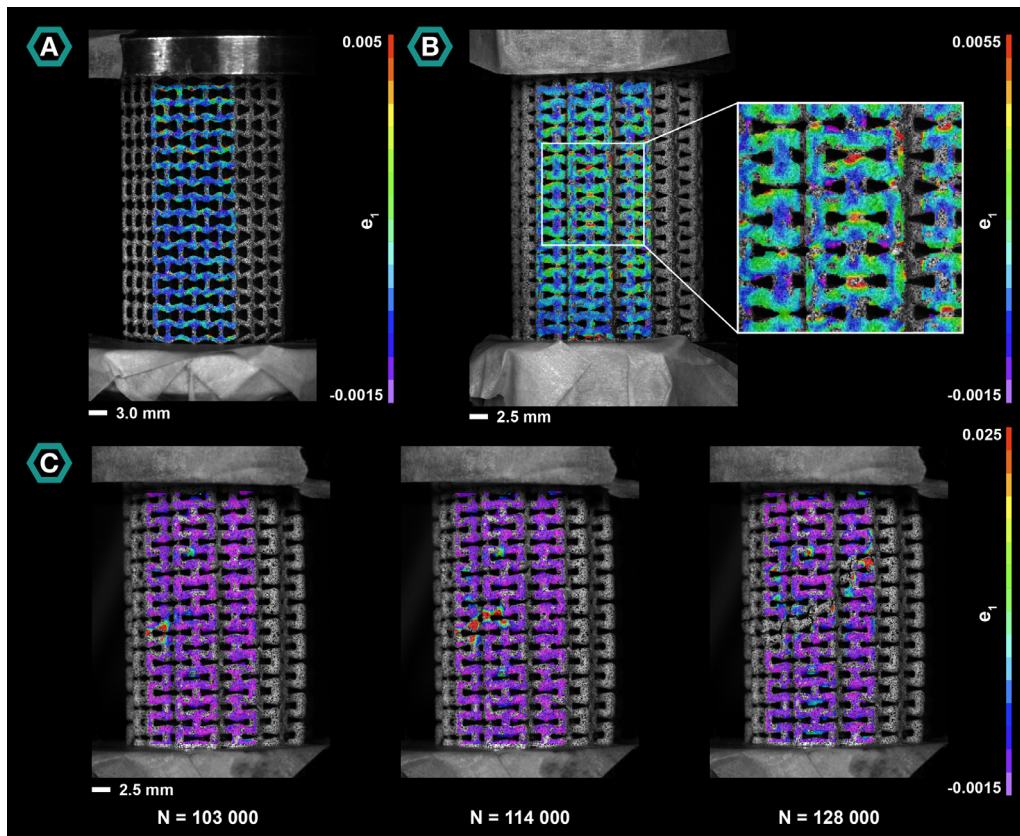 A
0.005
e1
-0.0015
3.0 mm
B
0.0055
e1
-0.0015
2.5 mm
C
0.025
e1
-0.0015
2.5 mm
N = 103 000
N = 114 000
N = 128 000